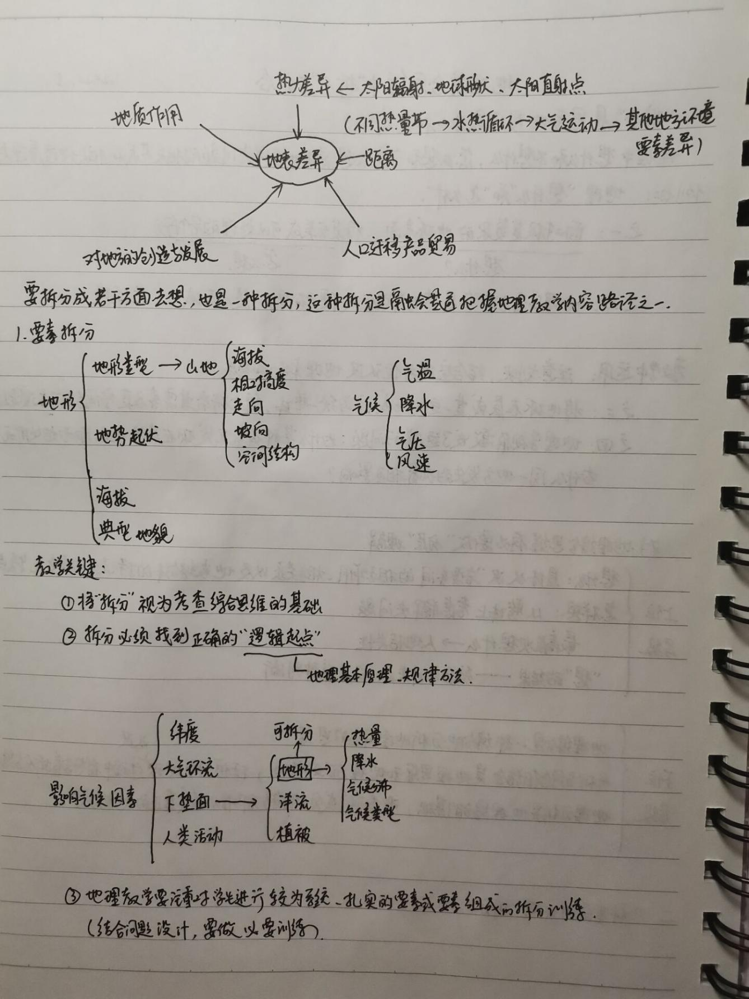 热力差异 ← 太阳辐射、地球形状、太阳直射点
地质作用
(不同热量带 → 水热循环 → 大气运动 → 其他地方环境
要素差异)
地表差异
距离
对地方的创造与发展
人口迁移产品贸易
要拆分成若干方面去想,也是一种拆分,这种拆分是融会贯通把握地理教学内容路径之一.
1.要素拆分
地形
地形类型 → 山地
海拔
相对高度
走向
坡向
空间结构
地势起伏
海拔
典型地貌
气候
气温
降水
气压
风速
教学关键:
①将"拆分"视为考查综合思维的基础
②拆分必须找到正确的"逻辑起点"
地理基本原理、规律方法.
影响气候因素
纬度
大气环流
下垫面 →
人类活动
可拆分
地形 →
洋流
植被
热量
降水
气候分布
气候类型
③地理教学要注重对学生进行较为系统、扎实的要素或要素组成的拆分训练.
(结合问题设计,要做必要训练).